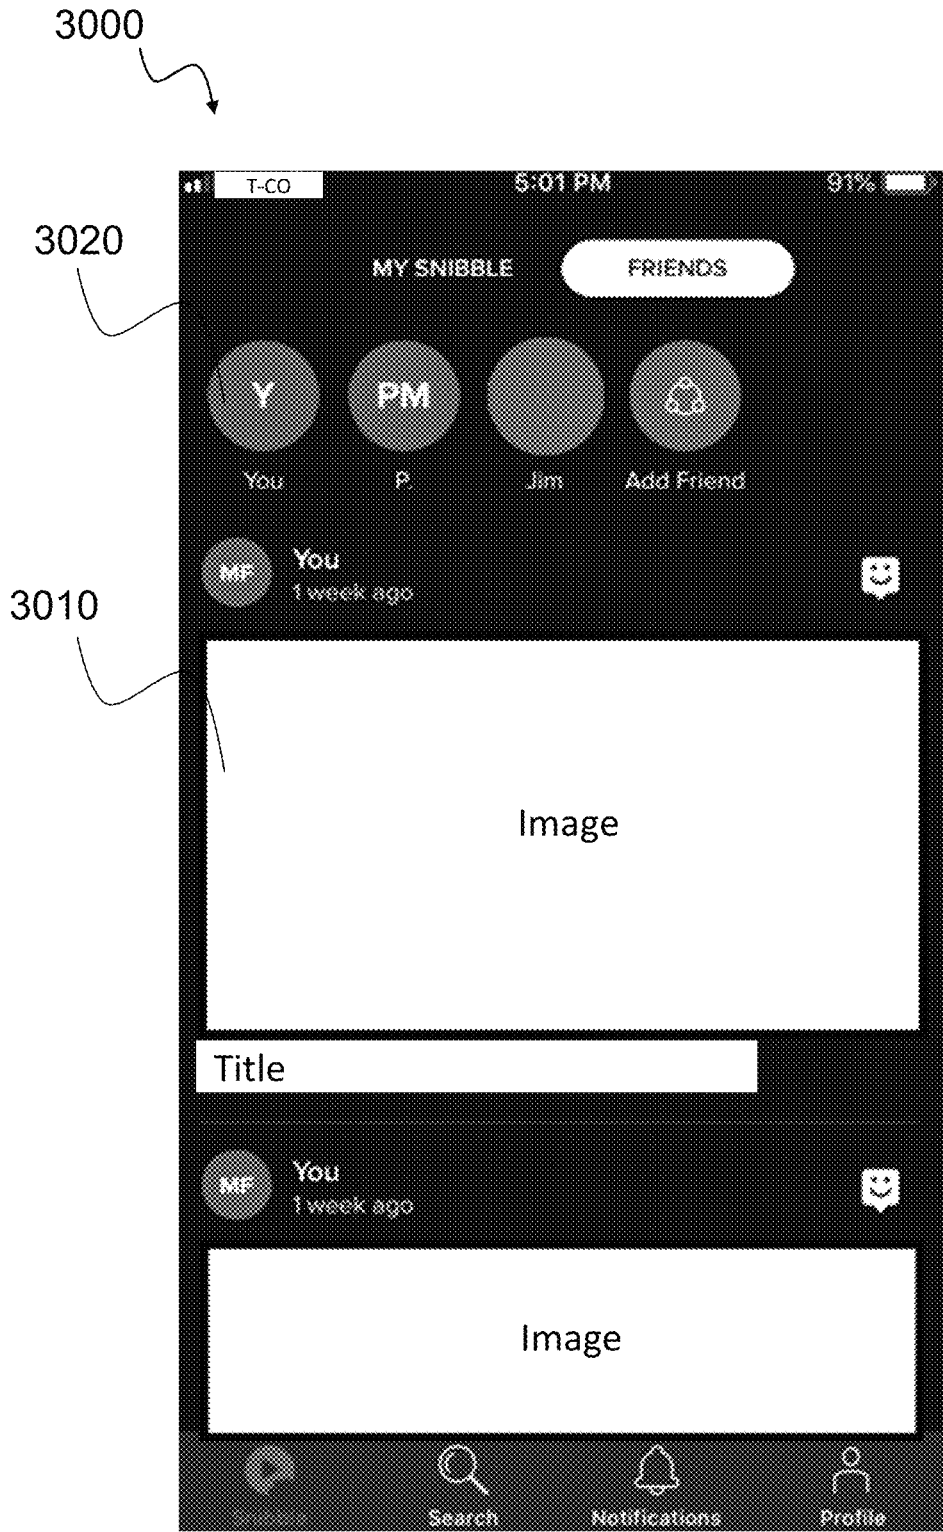 3000
T-CO 5:01 PM 91%
3020
MY SNIBBLE FRIENDS
Y PM
You P. Jim Add Friend
MF You
1 week ago
3010
Image
Title
MF You
1 week ago
Image
Search Notifications Profile